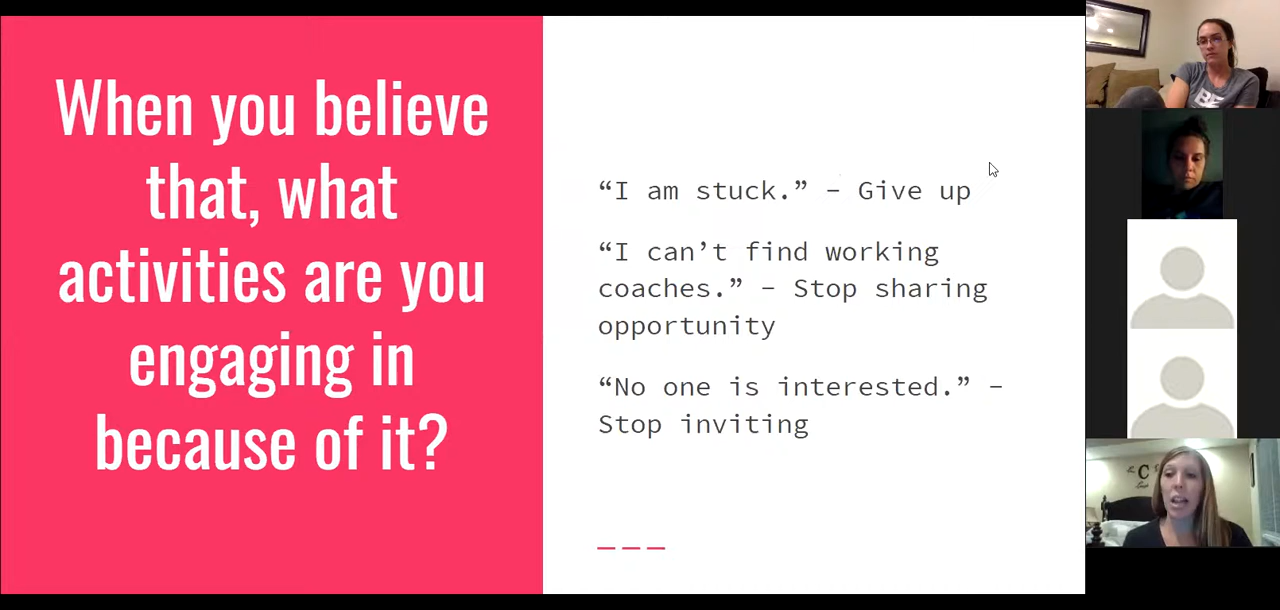 When you believe
that, what
activities are you
engaging in
because of it?
“I am stuck.” – Give up
“I can’t find working
coaches.” – Stop sharing
opportunity
“No one is interested.” –
Stop inviting
BE
C